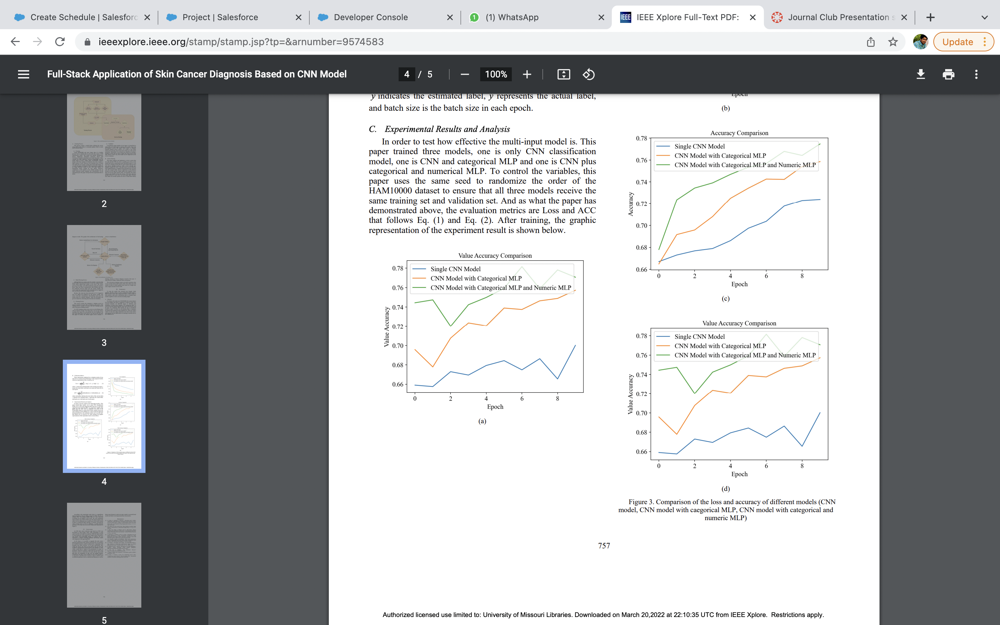 Create Schedule | Salesforc
Project | Salesforce
Developer Console
1
(1) WhatsApp
IEEE
IEEE Xplore Full-Text PDF:
Journal Club Presentation s
ieeexplore.ieee.org/stamp/stamp.jsp?tp=&arnumber=9574583
Update
Full-Stack Application of Skin Cancer Diagnosis Based on CNN Model
4 / 5
100%
2
3
4
5
y indicates the estimated label, y represents the actual label,
and batch size is the batch size in each epoch.
C. Experimental Results and Analysis
In order to test how effective the multi-input model is. This
paper trained three models, one is only CNN classification
model, one is CNN and categorical MLP and one is CNN plus
categorical and numerical MLP. To control the variables, this
paper uses the same seed to randomize the order of the
HAM10000 dataset to ensure that all three models receive the
same training set and validation set. And as what the paper has
demonstrated above, the evaluation metrics are Loss and ACC
that follows Eq. (1) and Eq. (2). After training, the graphic
representation of the experiment result is shown below.
Value Accuracy Comparison
Single CNN Model
CNN Model with Categorical MLP
CNN Model with Categorical MLP and Numeric MLP
Value Accuracy
0.78
0.76
0.74
0.72
0.70
0.68
0.66
0 2 4 6 8
Epoch
(a)
Epoch
(b)
Accuracy Comparison
Single CNN Model
CNN Model with Categorical MLP
CNN Model with Categorical MLP and Numeric MLP
Accuracy
0.78
0.76
0.74
0.72
0.70
0.68
0.66
0 2 4 6 8
Epoch
(c)
Value Accuracy Comparison
Single CNN Model
CNN Model with Categorical MLP
CNN Model with Categorical MLP and Numeric MLP
Value Accuracy
0.78
0.76
0.74
0.72
0.70
0.68
0.66
0 2 4 6 8
Epoch
(d)
Figure 3. Comparison of the loss and accuracy of different models (CNN
model, CNN model with caegorical MLP, CNN model with categorical and
numeric MLP)
757
Authorized licensed use limited to: University of Missouri Libraries. Downloaded on March 20,2022 at 22:10:35 UTC from IEEE Xplore. Restrictions apply.